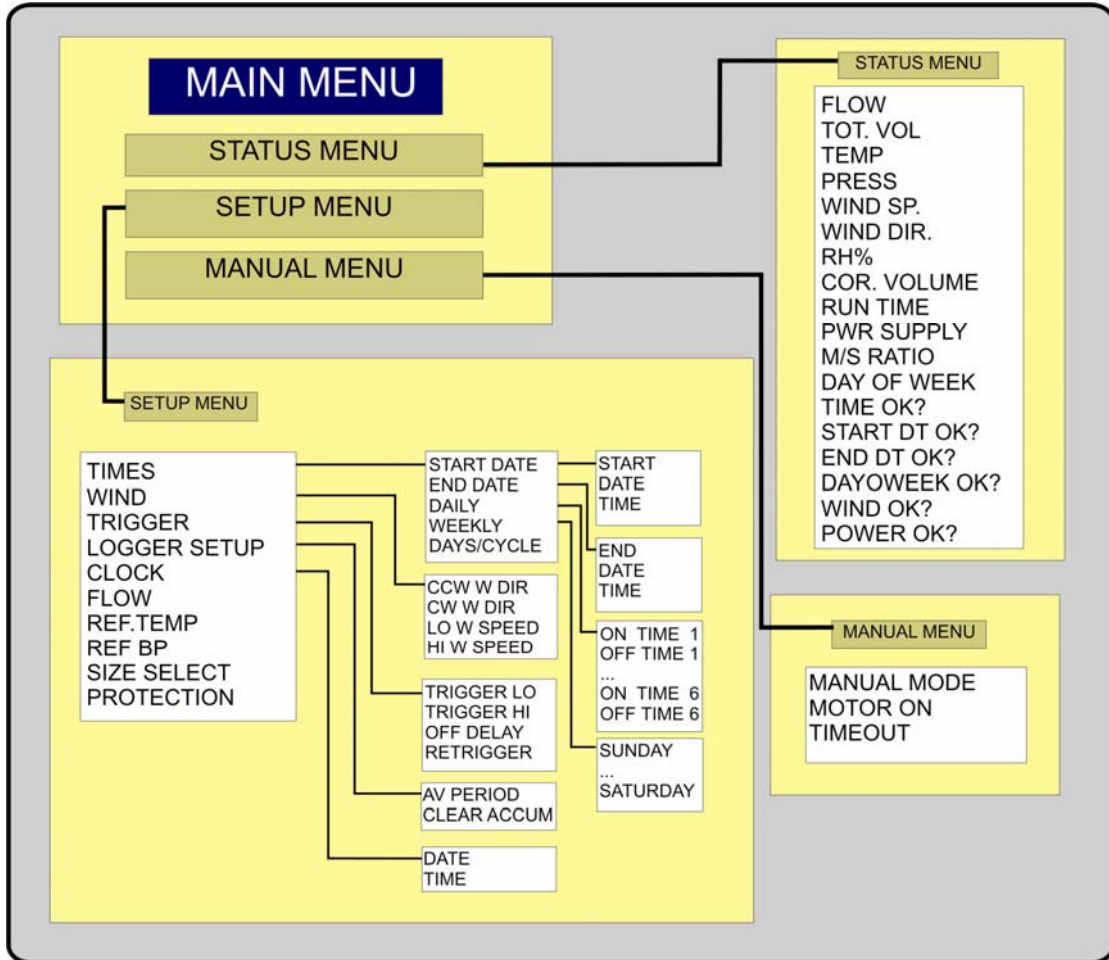 MAIN MENU
STATUS MENU
SETUP MENU
MANUAL MENU
STATUS MENU
FLOW
TOT. VOL
TEMP
PRESS
WIND SP.
WIND DIR.
RH%
COR. VOLUME
RUN TIME
PWR SUPPLY
M/S RATIO
DAY OF WEEK
TIME OK?
START DT OK?
END DT OK?
DAYOWEEK OK?
WIND OK?
POWER OK?
SETUP MENU
TIMES
WIND
TRIGGER
LOGGER SETUP
CLOCK
FLOW
REF.TEMP
REF BP
SIZE SELECT
PROTECTION
START DATE
END DATE
DAILY
WEEKLY
DAYS/CYCLE
CCW W DIR
CW W DIR
LO W SPEED
HI W SPEED
TRIGGER LO
TRIGGER HI
OFF DELAY
RETRIGGER
AV PERIOD
CLEAR ACCUM
DATE
TIME
START
DATE
TIME
END
DATE
TIME
ON TIME 1
OFF TIME 1
...
ON TIME 6
OFF TIME 6
SUNDAY
...
SATURDAY
MANUAL MENU
MANUAL MODE
MOTOR ON
TIMEOUT